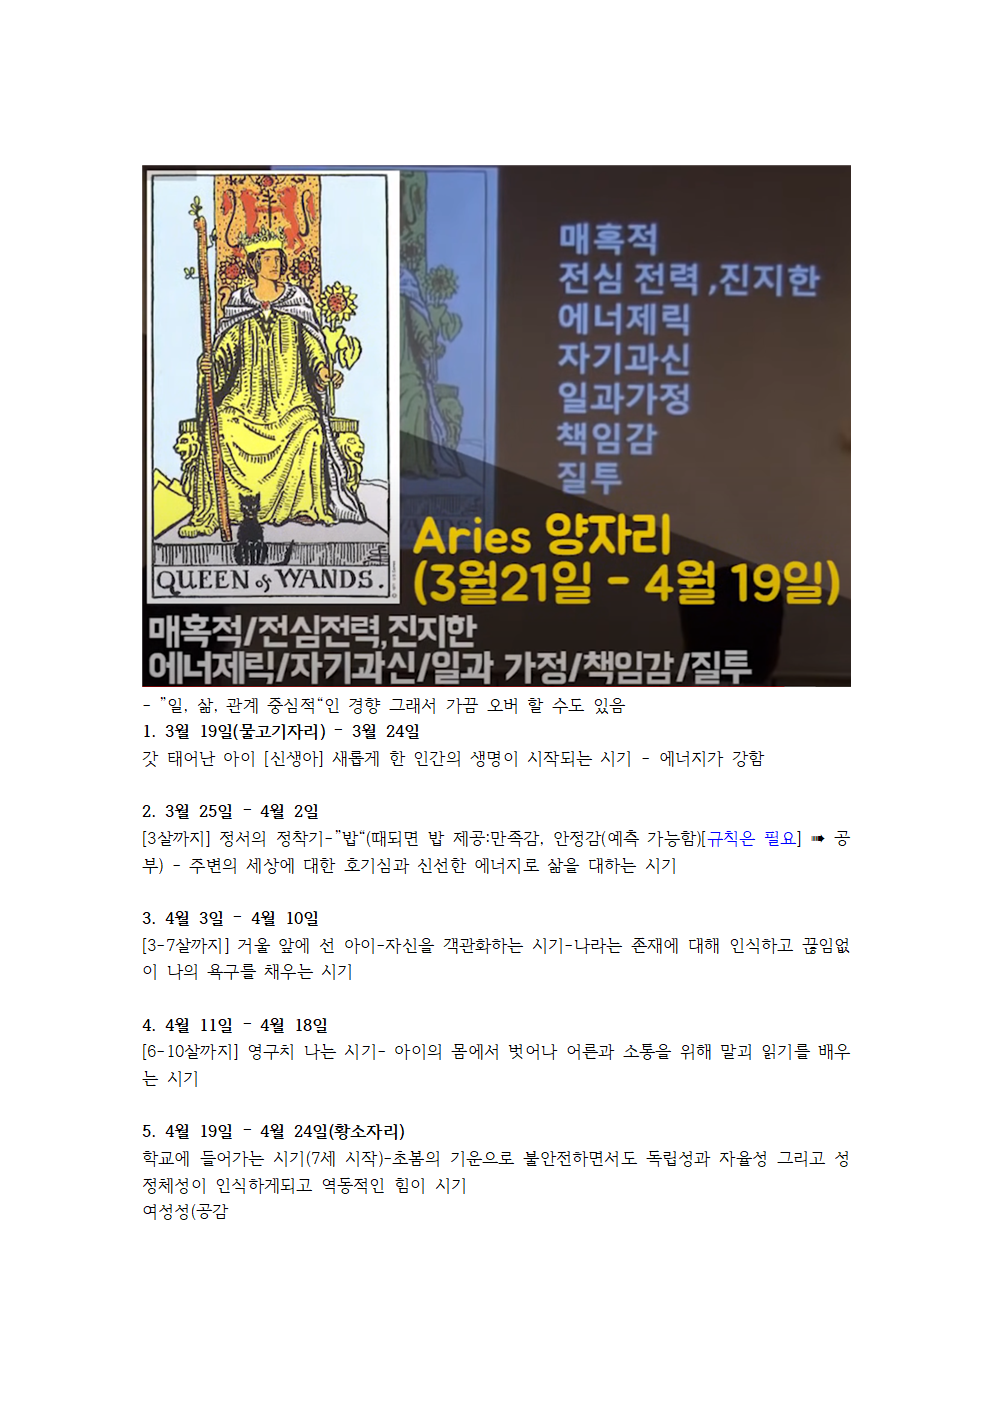 매혹적
전심 전력 ,진지한
에너제릭
자기과신
일과가정
책임감
질투
QUEEN of WANDS.
Aries 양자리
(3월21일 - 4월 19일)
매혹적/전심전력,진지한
에너제릭/자기과신/일과 가정/책임감/질투
- ”일, 삶, 관계 중심적“인 경향 그래서 가끔 오버 할 수도 있음
1. 3월 19일(물고기자리) - 3월 24일
갓 태어난 아이 [신생아] 새롭게 한 인간의 생명이 시작되는 시기 - 에너지가 강함
2. 3월 25일 - 4월 2일
[3살까지] 정서의 정착기-”밥“(때되면 밥 제공:만족감, 안정감(예측 가능함)[규칙은 필요] ➠ 공
부) - 주변의 세상에 대한 호기심과 신선한 에너지로 삶을 대하는 시기
3. 4월 3일 - 4월 10일
[3-7살까지] 거울 앞에 선 아이-자신을 객관화하는 시기-나라는 존재에 대해 인식하고 끊임없
이 나의 욕구를 채우는 시기
4. 4월 11일 - 4월 18일
[6-10살까지] 영구치 나는 시기- 아이의 몸에서 벗어나 어른과 소통을 위해 말괴 읽기를 배우
는 시기
5. 4월 19일 - 4월 24일(황소자리)
학교에 들어가는 시기(7세 시작)-초봄의 기운으로 불안전하면서도 독립성과 자율성 그리고 성
정체성이 인식하게되고 역동적인 힘이 시기
여성성(공감